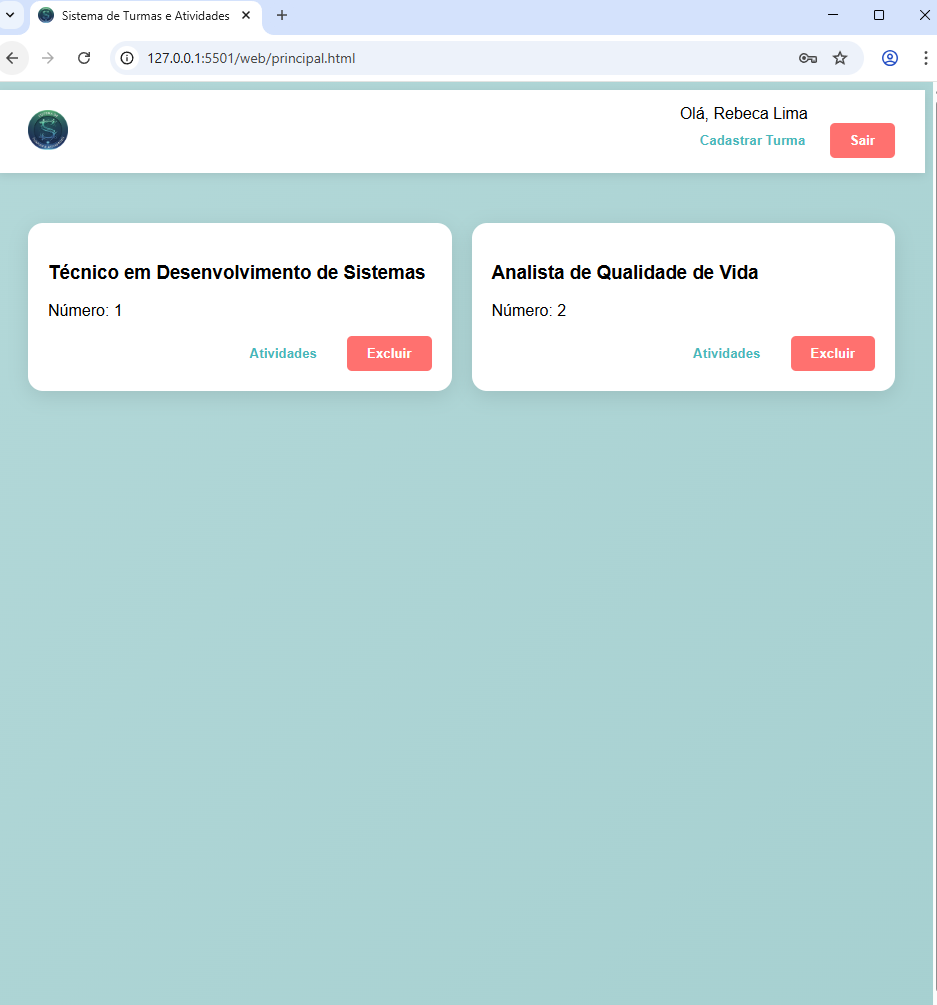 Sistema de Turmas e Atividades
127.0.0.1:5501/web/principal.html
Olá, Rebeca Lima
Cadastrar Turma
Sair
Técnico em Desenvolvimento de Sistemas
Número: 1
Atividades
Excluir
Analista de Qualidade de Vida
Número: 2
Atividades
Excluir